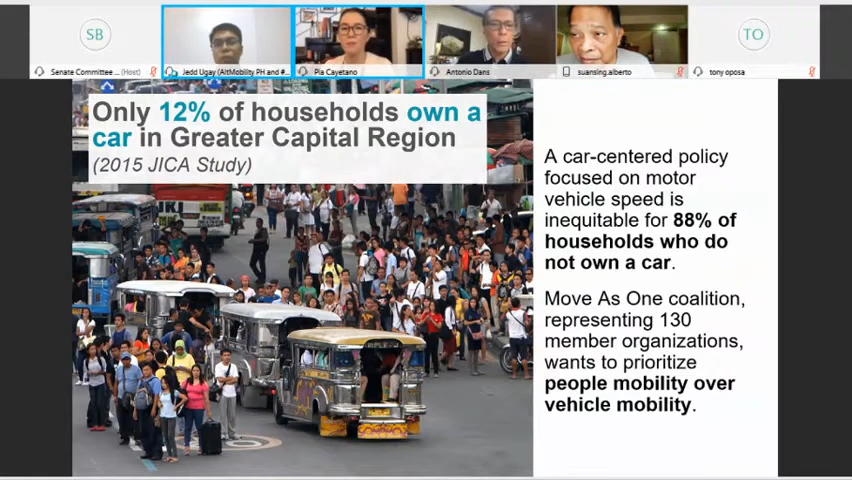 SB
TO
Senate Committee ... (Host)
Jedd Ugay (AltMobility PH and #...
Pia Cayetano
Antonio Dans
suansing.alberto
tony oposa
Only 12% of households own a
car in Greater Capital Region
(2015 JICA Study)
A car-centered policy
focused on motor
vehicle speed is
inequitable for 88% of
households who do
not own a car.
Move As One coalition,
representing 130
member organizations,
wants to prioritize
people mobility over
vehicle mobility.